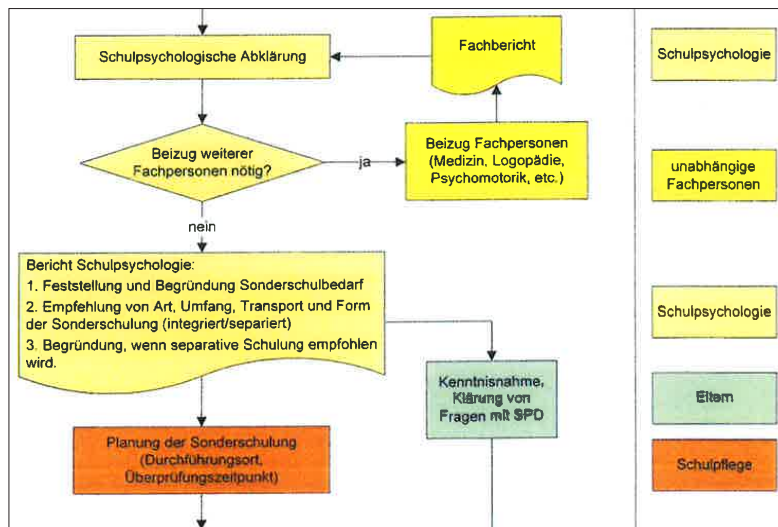 Schulpsychologische Abklärung
Fachbericht
Schulpsychologie
Beizug weiterer
Fachpersonen nötig?
ja
Beizug Fachpersonen
(Medizin, Logopädie,
Psychomotorik, etc.)
unabhängige
Fachpersonen
nein
Bericht Schulpsychologie:
1. Feststellung und Begründung Sonderschulbedarf
2. Empfehlung von Art, Umfang, Transport und Form
der Sonderschulung (integriert/separiert)
3. Begründung, wenn separative Schulung empfohlen
wird.
Schulpsychologie
Kenntnisnahme,
Klärung von
Fragen mit SPD
Eltern
Planung der Sonderschulung
(Durchführungsort,
Überprüfungszeitpunkt)
Schulpflege